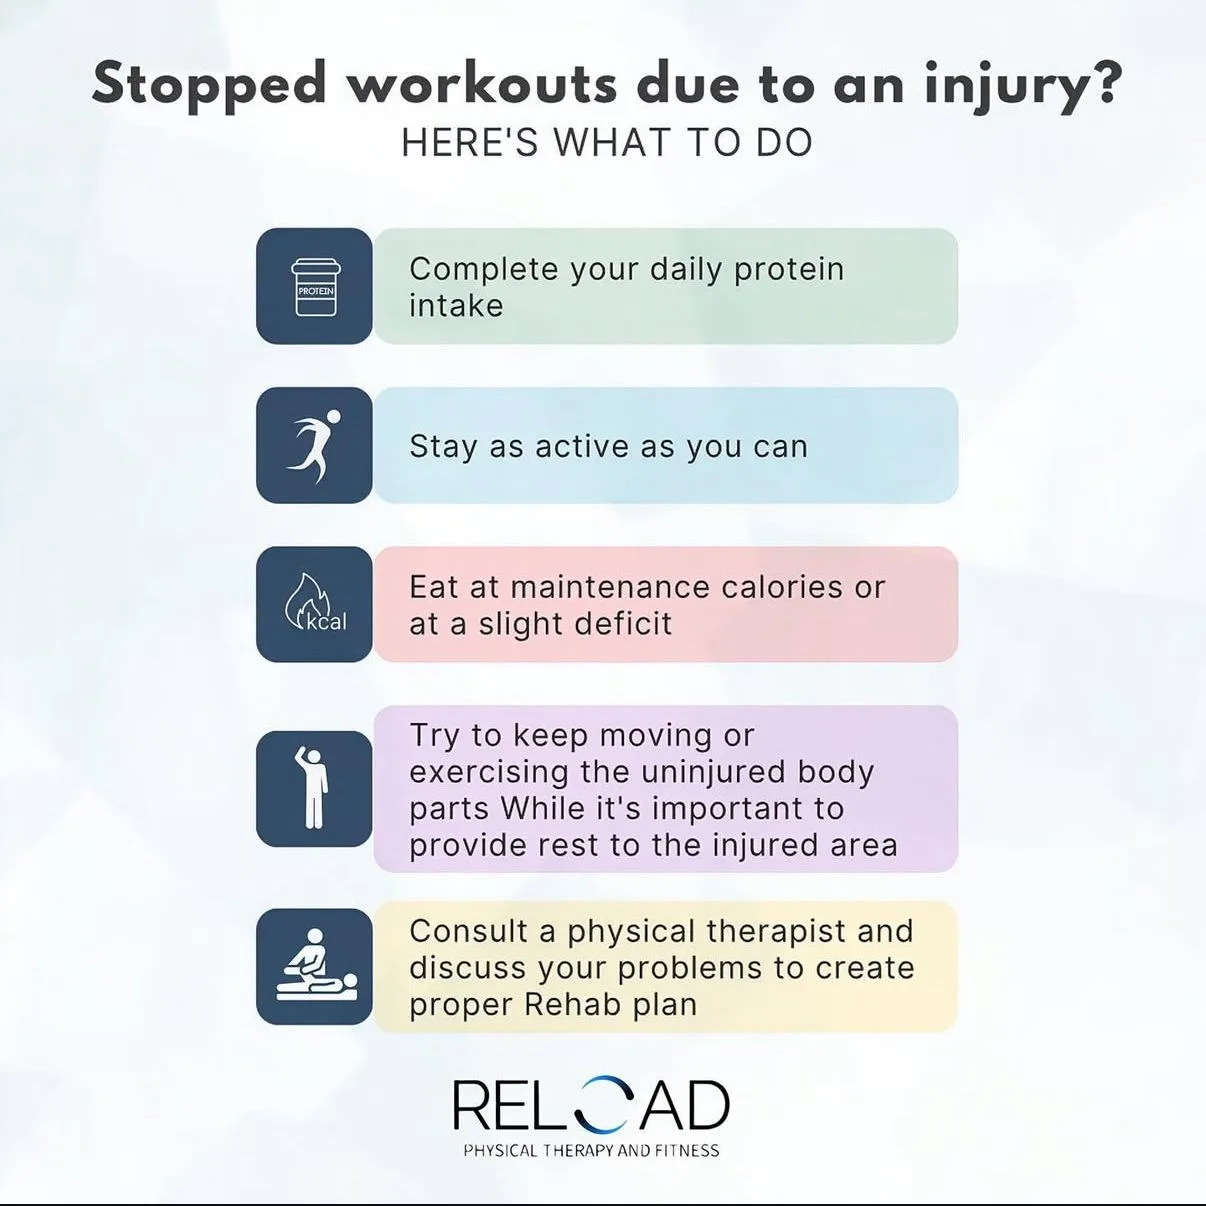 Stopped workouts due to an injury?
HERE'S WHAT TO DO
PROTEIN
Complete your daily protein
intake
Stay as active as you can
kcal
Eat at maintenance calories or
at a slight deficit
Try to keep moving or
exercising the uninjured body
parts While it's important to
provide rest to the injured area
Consult a physical therapist and
discuss your problems to create
proper Rehab plan
RELOAD
PHYSICAL THERAPY AND FITNESS